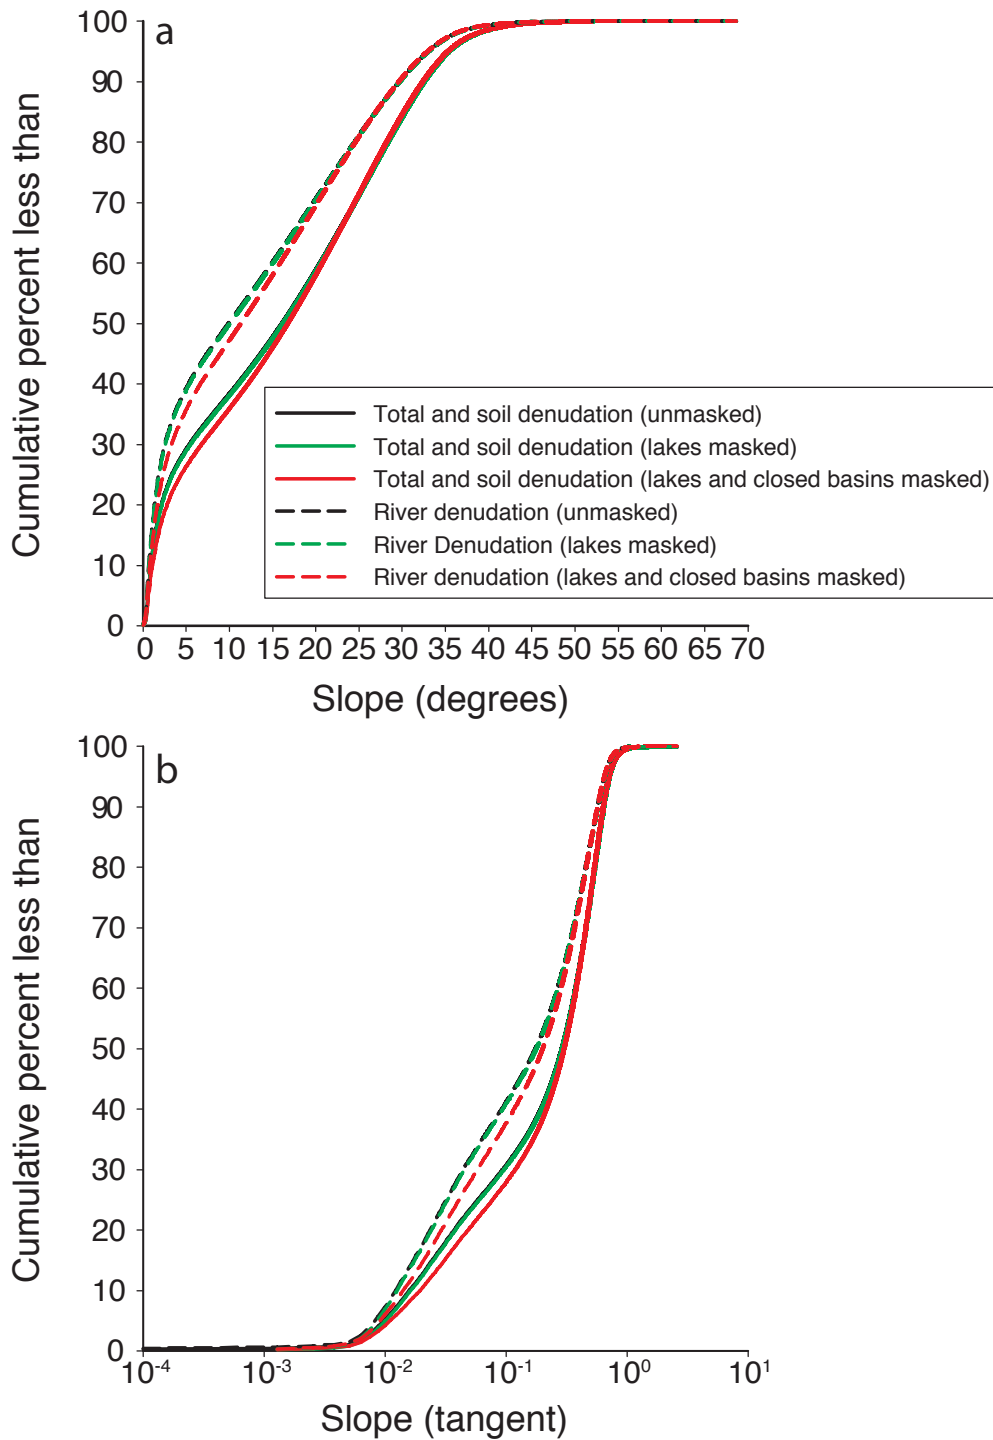 a
100
90
80
70
60
50
40
30
20
10
0
Cumulative percent less than
Total and soil denudation (unmasked)
Total and soil denudation (lakes masked)
Total and soil denudation (lakes and closed basins masked)
River denudation (unmasked)
River Denudation (lakes masked)
River denudation (lakes and closed basins masked)
0 5 10 15 20 25 30 35 40 45 50 55 60 65 70
Slope (degrees)
b
100
90
80
70
60
50
40
30
20
10
0
Cumulative percent less than
10⁻⁴ 10⁻³ 10⁻² 10⁻¹ 10⁰ 10¹
Slope (tangent)